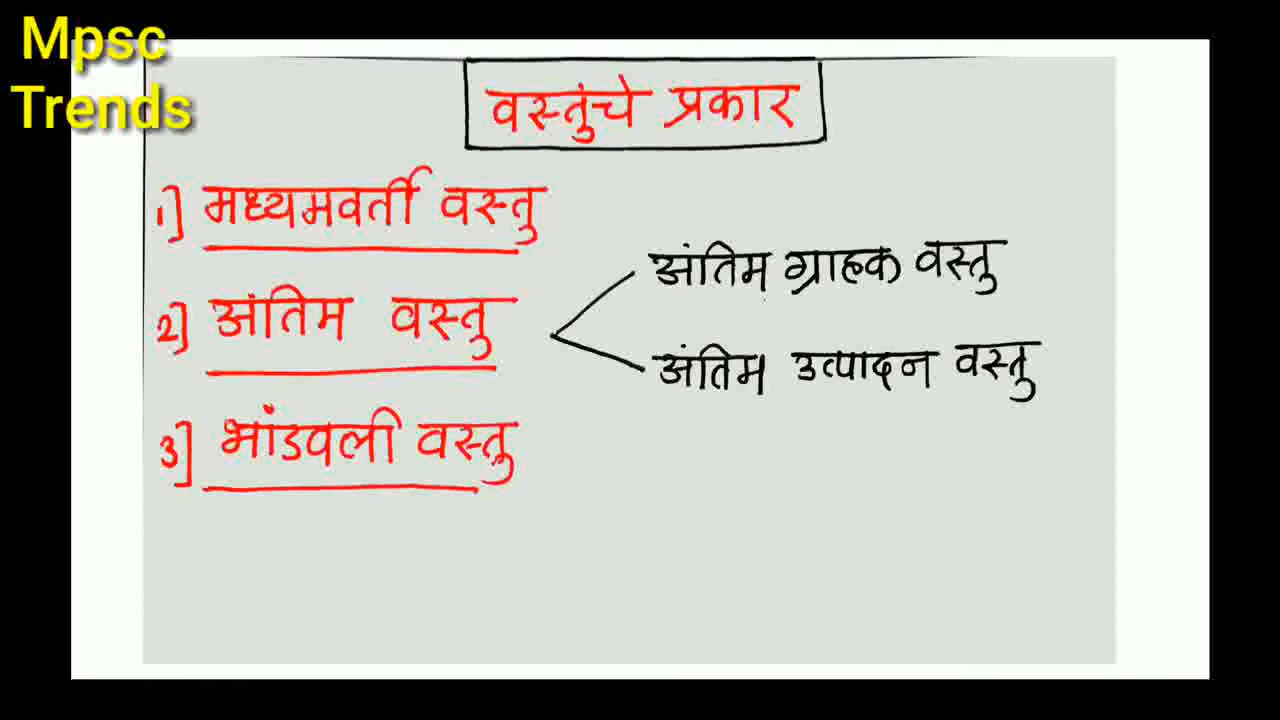 Mpsc
Trends
वस्तुंचे प्रकार
1] मध्यमवर्ती वस्तु
2] अंतिम वस्तु
अंतिम ग्राहक वस्तु
अंतिम उत्पादन वस्तु
3] भांडवली वस्तु